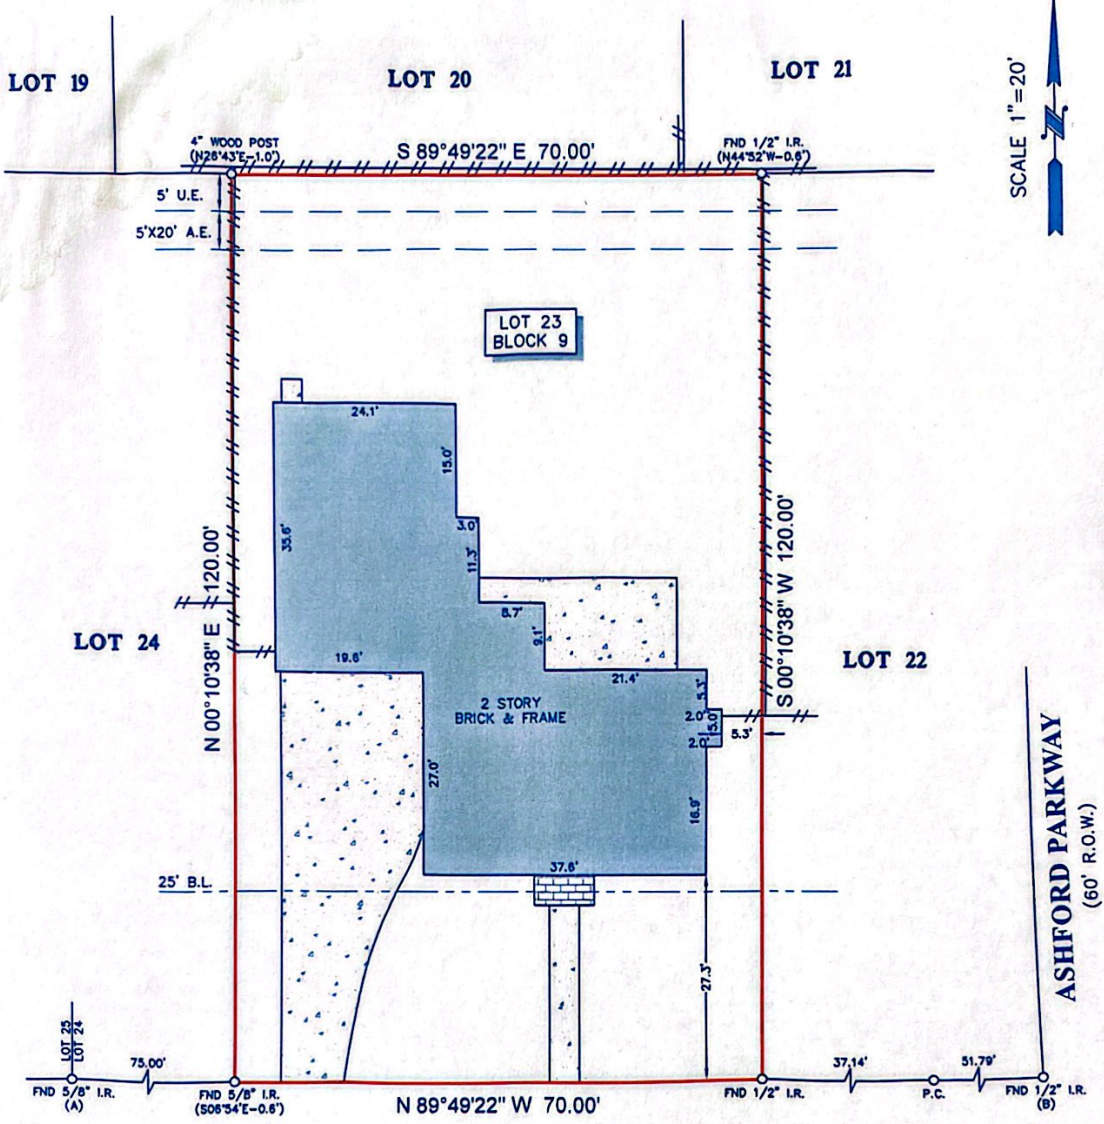 LOT 19
LOT 20
LOT 21
SCALE 1"=20'
4" WOOD POST
(N26°43'E-1.0')
S 89°49'22" E 70.00'
FND 1/2" I.R.
(N44°52'W-0.6')
5' U.E.
5'X20' A.E.
LOT 23
BLOCK 9
24.1'
15.0'
3.0'
35.6'
11.3'
N 00°10'38" E 120.00'
S 00°10'38" W 120.00'
8.7'
9.1'
LOT 24
19.6'
21.4'
LOT 22
2 STORY
BRICK & FRAME
5.3'
2.0'
5.0'
2.0'
5.3'
27.0'
16.9'
37.6'
25' B.L.
27.3'
ASHFORD PARKWAY
(60' R.O.W.)
LOT 25
LOT 24
75.00'
37.14'
51.79'
FND 5/8" I.R.
(A)
FND 5/8" I.R.
(S06°54'E-0.6')
N 89°49'22" W 70.00'
FND 1/2" I.R.
P.C.
FND 1/2" I.R.
(B)